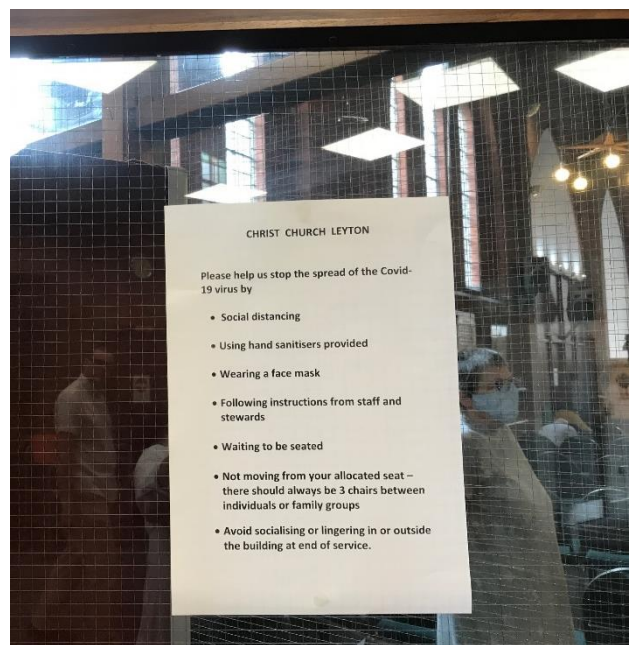 CHRIST CHURCH LEYTON
Please help us stop the spread of the Covid-
19 virus by
• Social distancing
• Using hand sanitisers provided
• Wearing a face mask
• Following instructions from staff and
stewards
• Waiting to be seated
• Not moving from your allocated seat –
there should always be 3 chairs between
individuals or family groups
• Avoid socialising or lingering in or outside
the building at end of service.